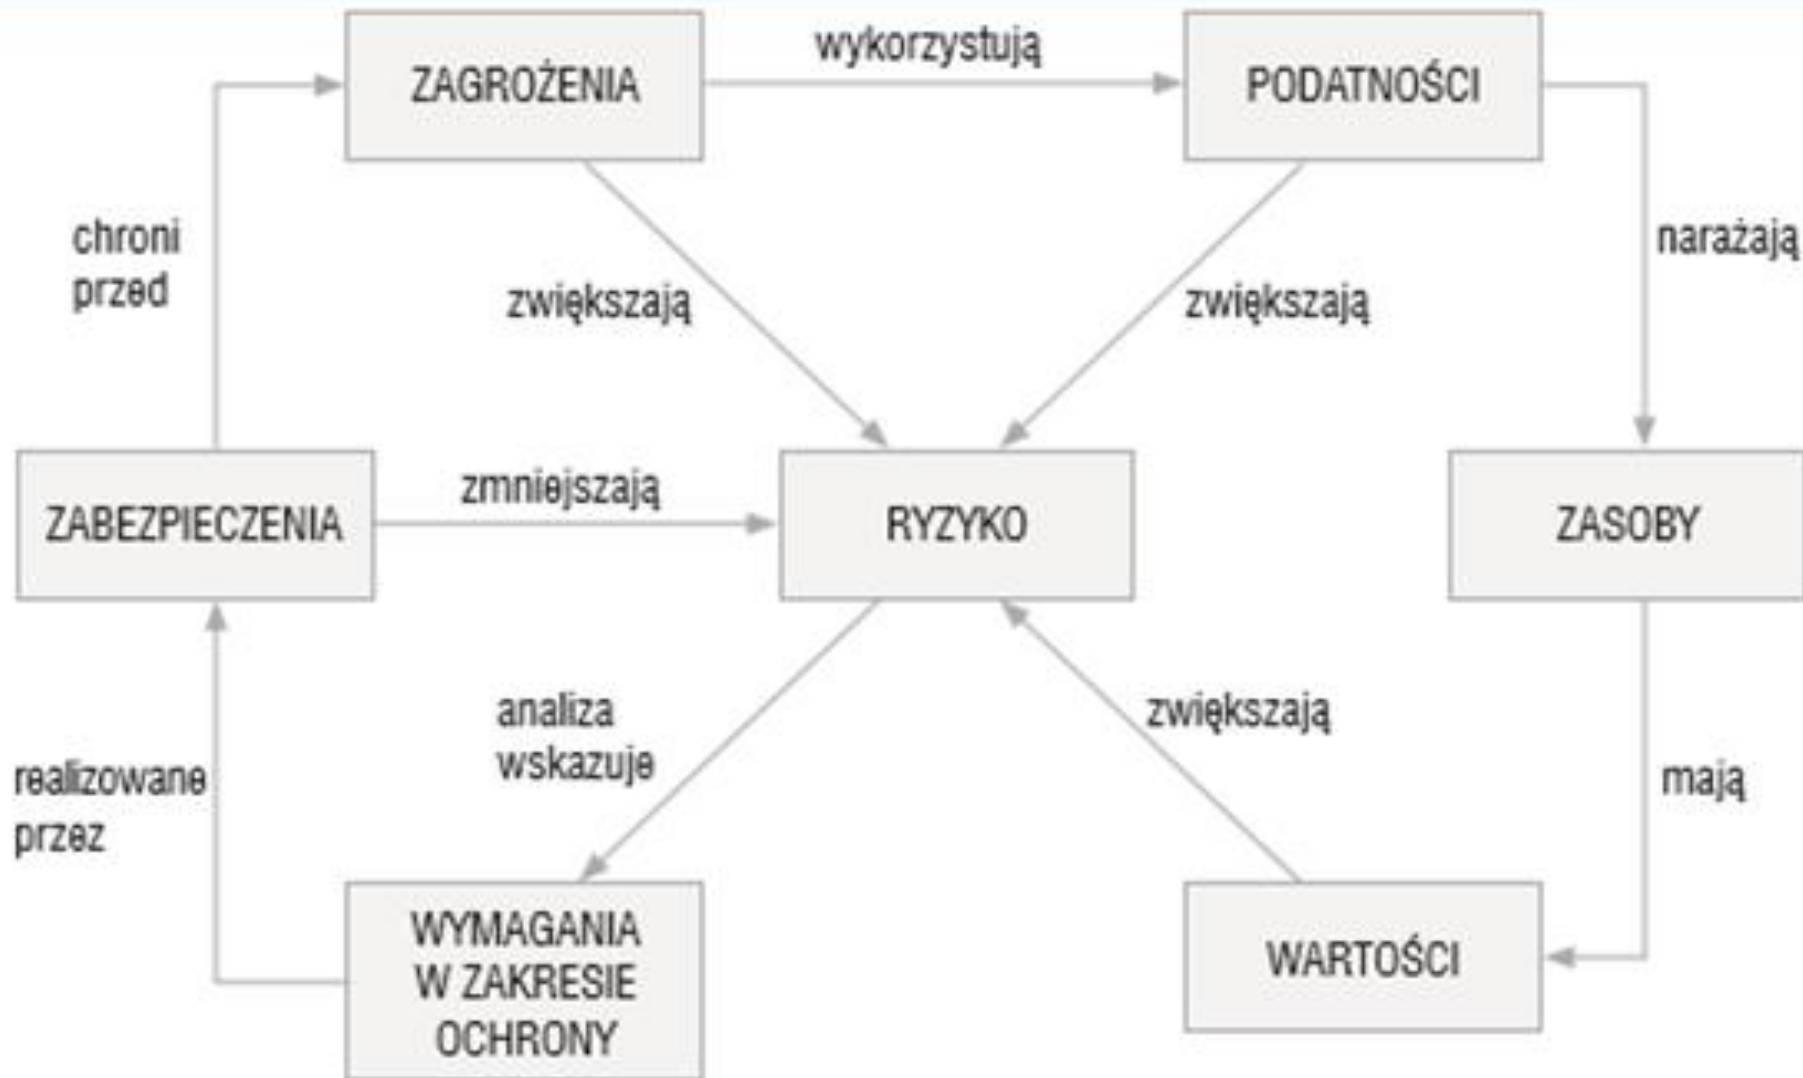 wykorzystują
ZAGROŻENIA
PODATNOŚCI
chroni
przed
narażają
zwiększają
zwiększają
zmniejszają
ZABEZPIECZENIA
RYZYKO
ZASOBY
analiza
wskazuje
zwiększają
realizowane
przez
mają
WYMAGANIA
W ZAKRESIE
OCHRONY
WARTOŚCI